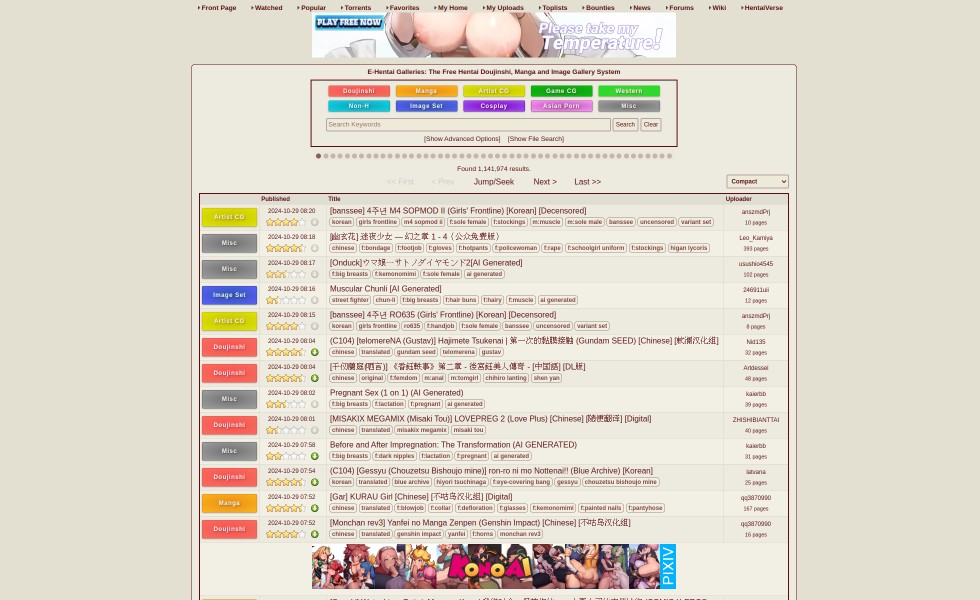 Front Page Watched Popular Torrents Favorites My Home My Uploads Toplists Bounties News Forums Wiki HentaiVerse
PLAY FREE NOW
Please take my
Temperature!
E-Hentai Galleries: The Free Hentai Doujinshi, Manga and Image Gallery System
Doujinshi Manga Artist CG Game CG Western
Non-H Image Set Cosplay Asian Porn Misc
Search Keywords Search Clear
[Show Advanced Options] [Show File Search]
Found 1,141,974 results.
<< First < Prev Jump/Seek Next > Last >> Compact
Published Title Uploader
Artist CG 2024-10-29 08:20 [banssee] 4주년 M4 SOPMOD II (Girls' Frontline) [Korean] [Decensored] anszmdPrj
korean girls frontline m4 sopmod ii f:sole female f:stockings m:muscle m:sole male banssee uncensored variant set 10 pages
Misc 2024-10-29 08:18 [幽玄花] 迷夜少女 — 幻之章 1 - 4（公众免费版） Leo_Kamiya
chinese f:bondage f:footjob f:gloves f:hotpants f:policewoman f:rape f:schoolgirl uniform f:stockings higan lycoris 393 pages
Misc 2024-10-29 08:17 [Onduck]ウマ娘―サトノダイヤモンド2[AI Generated] usushio4545
f:big breasts f:kemonomimi f:sole female ai generated 102 pages
Image Set 2024-10-29 08:16 Muscular Chunli [AI Generated] 246911uii
street fighter chun-li f:big breasts f:hair buns f:hairy f:muscle ai generated 12 pages
Artist CG 2024-10-29 08:15 [banssee] 4주년 RO635 (Girls' Frontline) [Korean] [Decensored] anszmdPrj
korean girls frontline ro635 f:handjob f:sole female banssee uncensored variant set 8 pages
Doujinshi 2024-10-29 08:04 (C104) [telomereNA (Gustav)] Hajimete Tsukenai | 第一次的黏膜接触 (Gundam SEED) [Chinese] Nid135
chinese translated gundam seed telomerena gustav 32 pages
Doujinshi 2024-10-29 08:04 第二章 - 後宮鈺美人傳奇 - [中国語] [DL版] Artdessei
chinese original f:femdom m:anal m:tomgirl chihiro lanting shen yan 48 pages
Misc 2024-10-29 08:02 Pregnant Sex (1 on 1) (AI Generated) kaierbb
f:big breasts f:lactation f:pregnant ai generated 39 pages
Doujinshi 2024-10-29 08:01 [MISAKIX MEGAMIX (Misaki Tou)] LOVEPREG 2 (Love Plus) [Chinese] [随便翻译] [Digital] ZHISHIBIANTTAI
chinese translated misakix megamix misaki tou 40 pages
Misc 2024-10-29 07:58 Before and After Impregnation: The Transformation (AI GENERATED) kaierbb
f:big breasts f:dark nipples f:lactation f:pregnant ai generated 31 pages
Doujinshi 2024-10-29 07:54 (C104) [Gessyu (Chouzetsu Bishoujo mine)] ron-ro ni mo Nottenai!! (Blue Archive) [Korean] latvana
korean translated blue archive hiyori tsuchinaga f:eye-covering bang gessyu chouzetsu bishoujo mine 25 pages
Manga 2024-10-29 07:52 [Gar] KURAU Girl [Chinese] [不咕鸟汉化组] [Digital] qq3870990
chinese translated f:blowjob f:collar f:defloration f:glasses f:kemonomimi f:painted nails f:pantyhose 167 pages
Doujinshi 2024-10-29 07:52 [Monchan rev3] Yanfei no Manga Zenpen (Genshin Impact) [Chinese] [不咕鸟汉化组] qq3870990
chinese translated genshin impact yanfei f:horns monchan rev3 16 pages
KONOAI
PIXIV